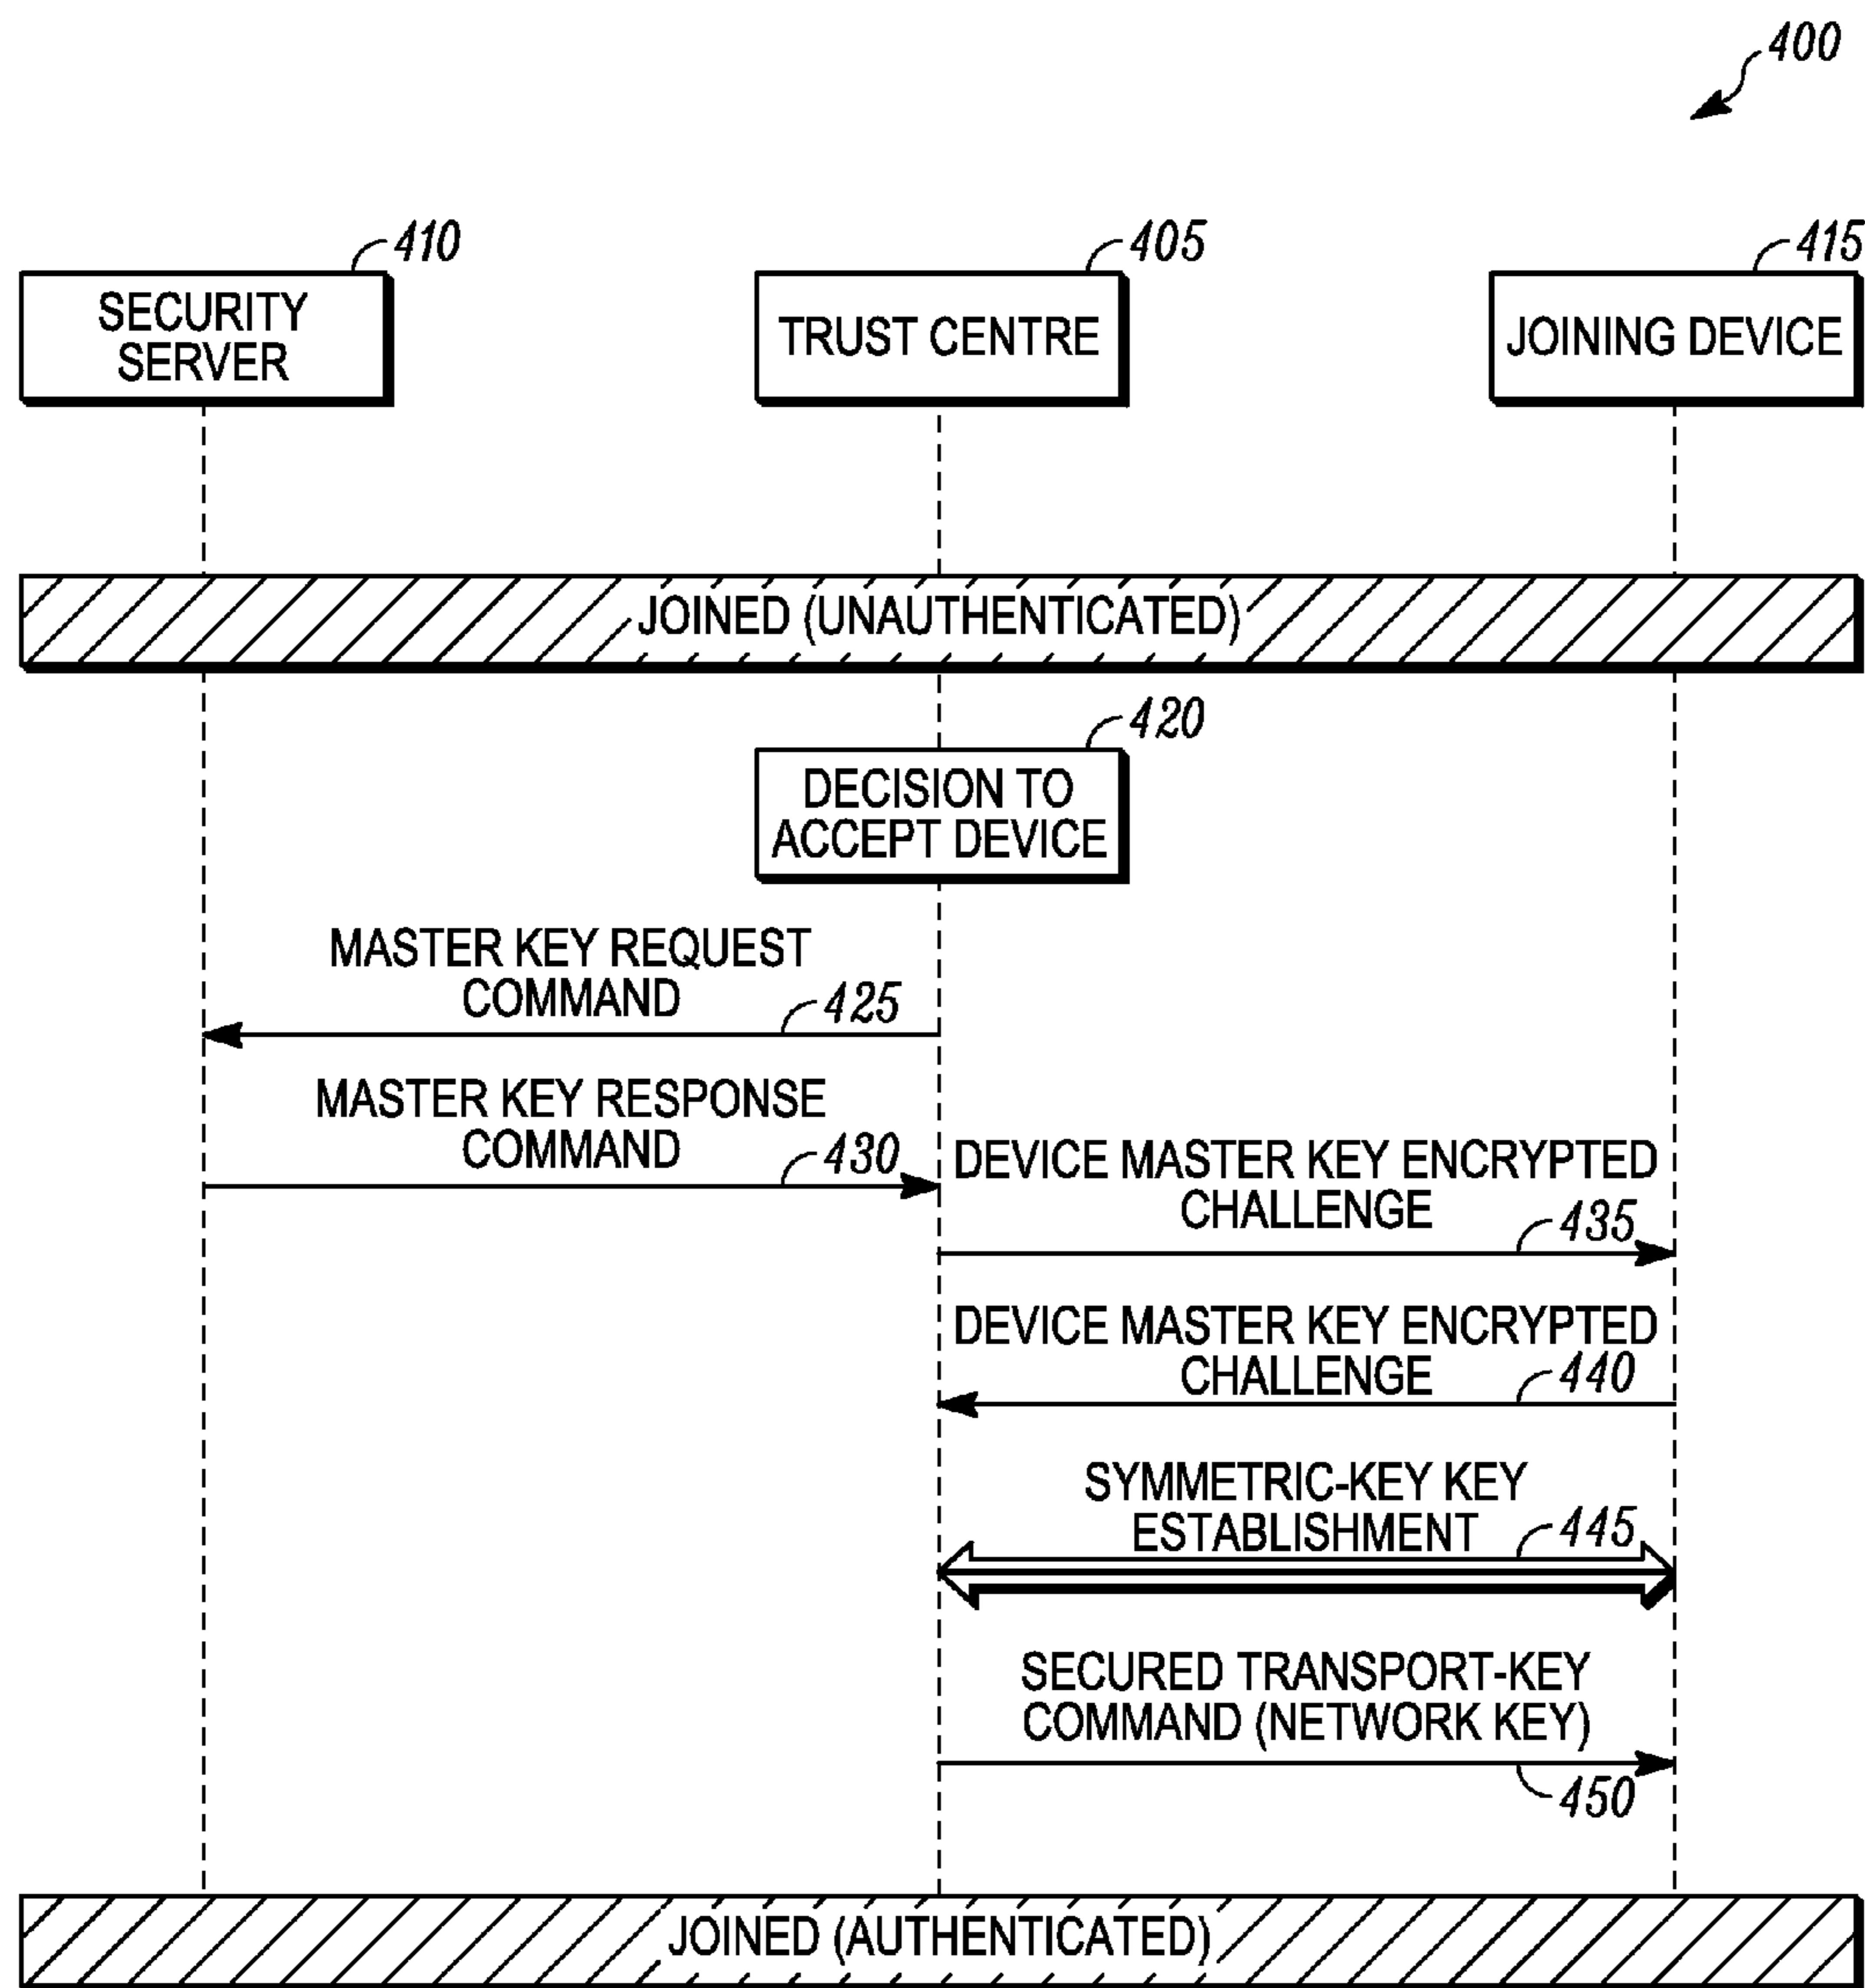 400
410
405
415
SECURITY
SERVER
TRUST CENTRE
JOINING DEVICE
JOINED (UNAUTHENTICATED)
420
DECISION TO
ACCEPT DEVICE
MASTER KEY REQUEST
COMMAND
425
MASTER KEY RESPONSE
COMMAND
430
DEVICE MASTER KEY ENCRYPTED
CHALLENGE
435
DEVICE MASTER KEY ENCRYPTED
CHALLENGE
440
SYMMETRIC-KEY KEY
ESTABLISHMENT
445
SECURED TRANSPORT-KEY
COMMAND (NETWORK KEY)
450
JOINED (AUTHENTICATED)